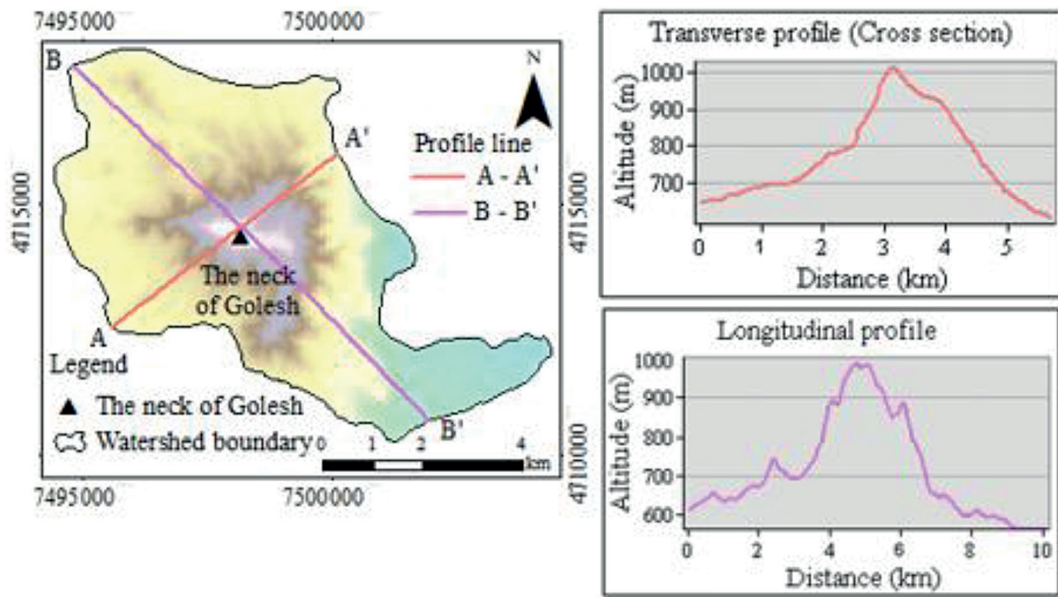 7495000 7500000
B
N
A'
Profile line
A - A'
B - B'
4715000
4715000
The neck
of Golesh
A
Legend
The neck of Golesh
Watershed boundary
B'
0 1 2 4
km
4710000
7495000 7500000
Transverse profile (Cross section)
Altitude (m)
1000
900
800
700
0 1 2 3 4 5
Distance (km)
Longitudinal profile
Altitude (m)
1000
900
800
700
600
0 2 4 6 8 10
Distance (km)